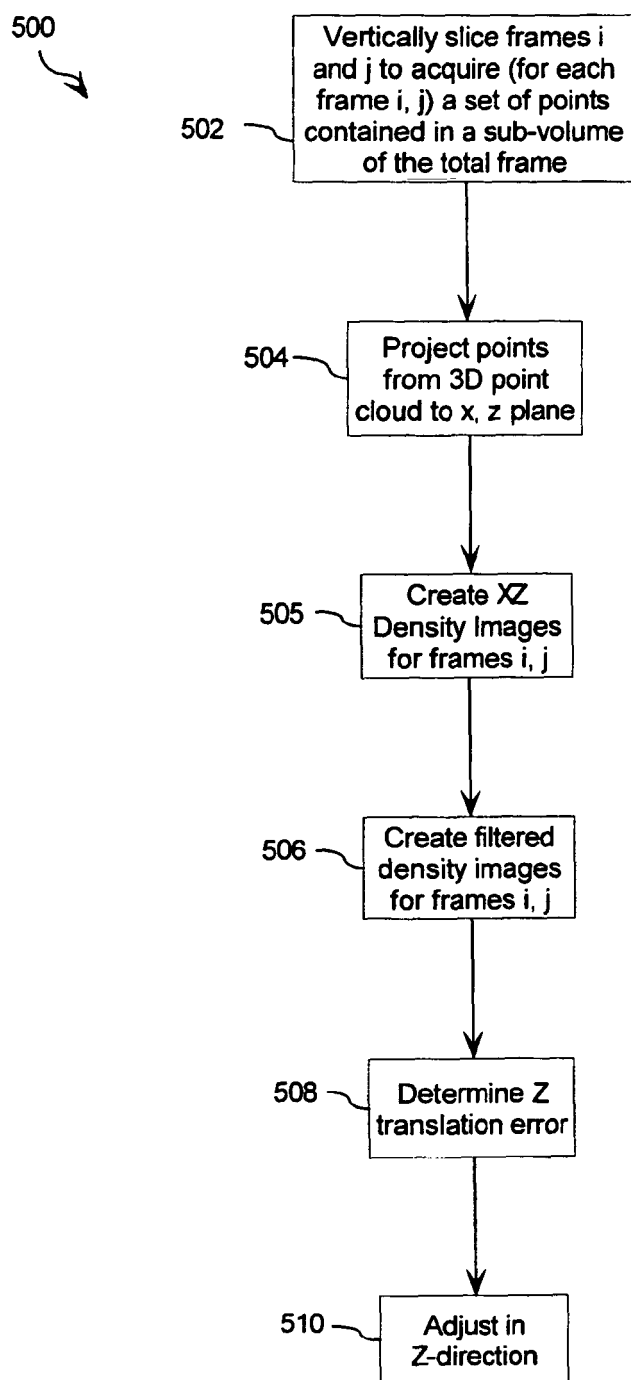 500
Vertically slice frames i
and j to acquire (for each
frame i, j) a set of points
contained in a sub-volume
of the total frame
502
504
Project points
from 3D point
cloud to x, z plane
505
Create XZ
Density Images
for frames i, j
506
Create filtered
density images
for frames i, j
508
Determine Z
translation error
510
Adjust in
Z-direction